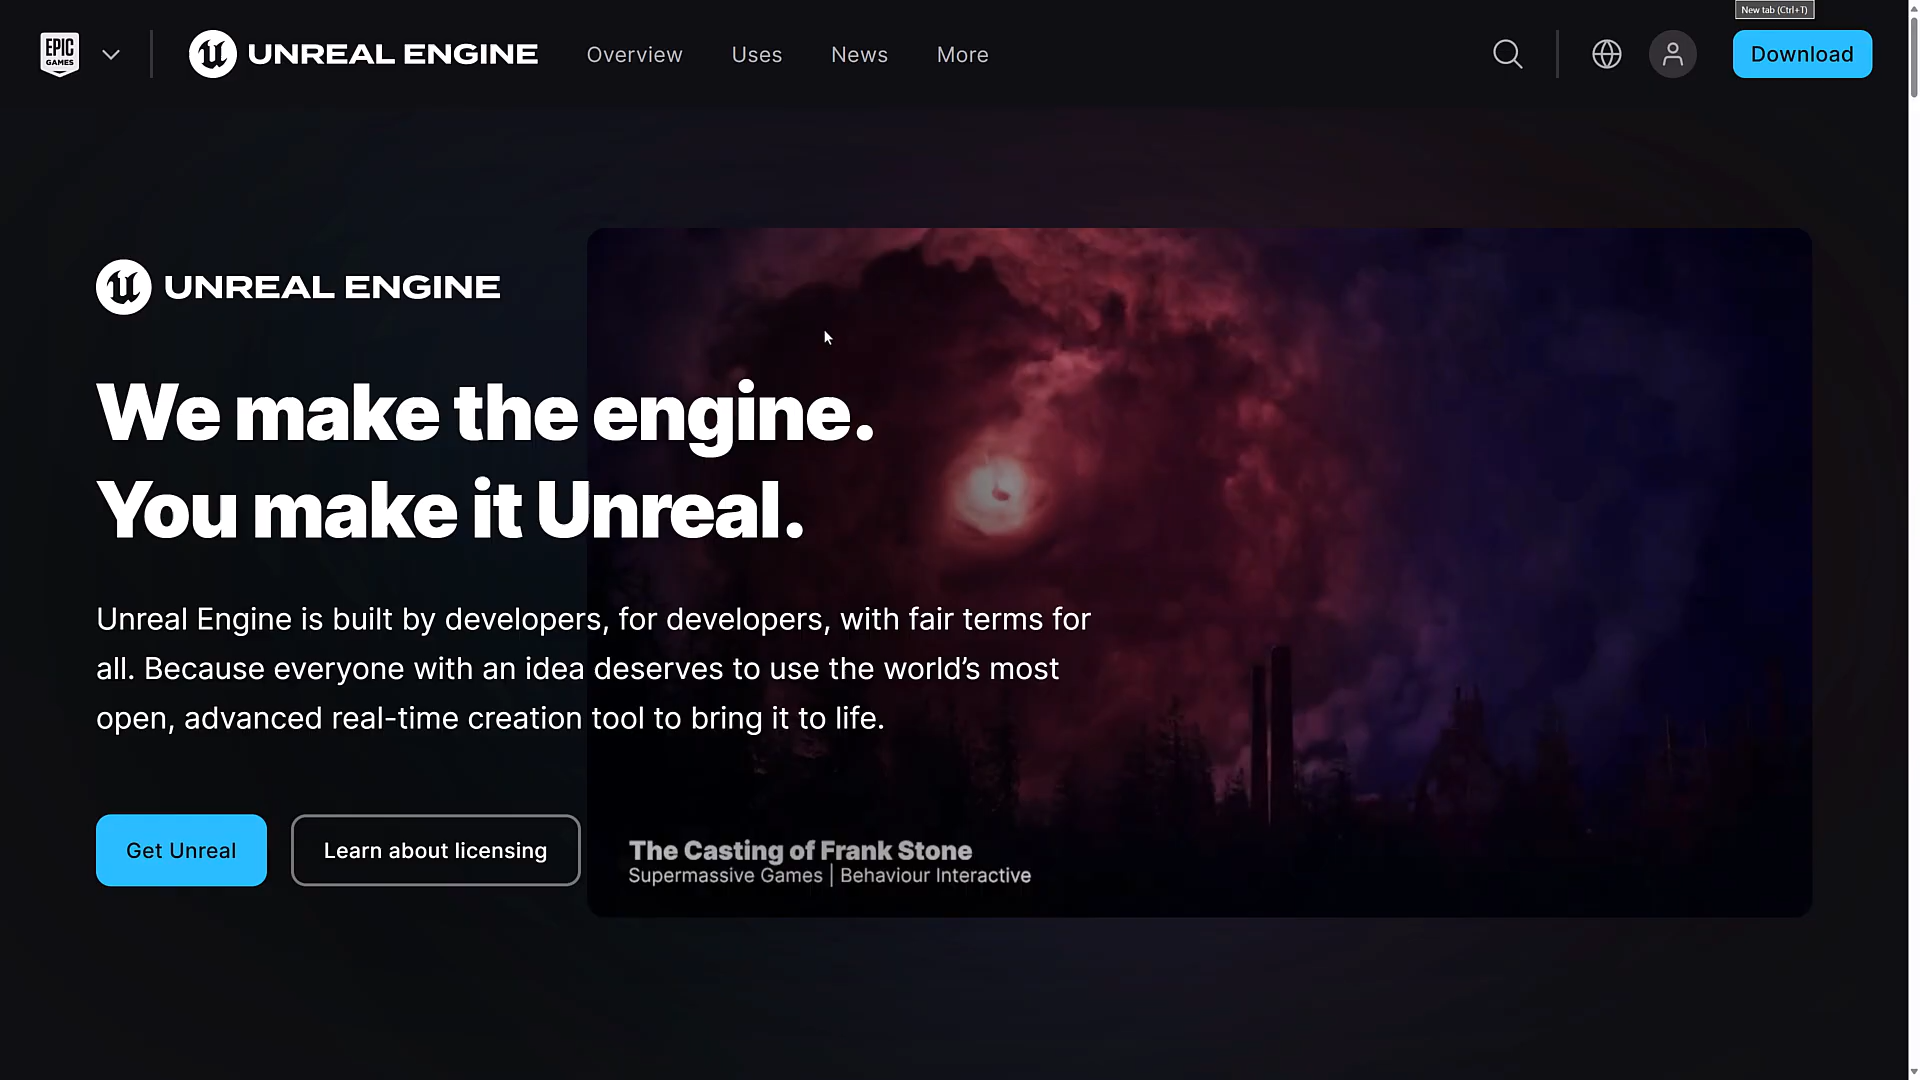 New tab (Ctrl+T)
EPIC GAMES
UNREAL ENGINE
Overview
Uses
News
More
Download
UNREAL ENGINE
We make the engine.
You make it Unreal.
Unreal Engine is built by developers, for developers, with fair terms for
all. Because everyone with an idea deserves to use the world’s most
open, advanced real-time creation tool to bring it to life.
Get Unreal
Learn about licensing
The Casting of Frank Stone
Supermassive Games | Behaviour Interactive